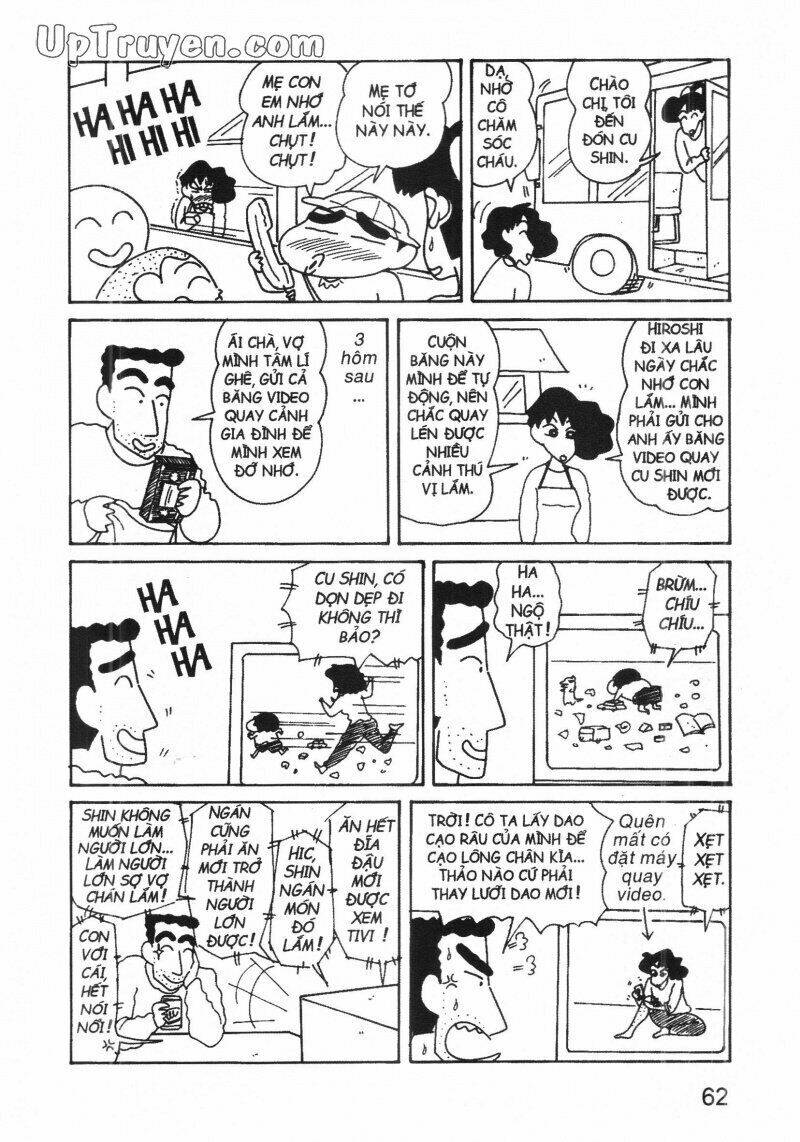 UpTruyen.com
CHÀO
CHỊ, TÔI
ĐẾN
ĐÓN CU
SHIN.
DẠ,
NHỜ
CÔ
CHĂM
SÓC
CHÁU.
MẸ TỚ
NÓI THẾ
NÀY NÀY.
MẸ CON
EM NHỚ
ANH LẮM...
CHỤT!
CHỤT!
HA HA HA
HI HI HI
HIROSHI
ĐI XA LÂU
NGÀY CHẮC
NHỚ CON
LẮM... MÌNH
PHẢI GỬI CHO
ANH ẤY BĂNG
VIDEO QUAY
CU SHIN MỚI
ĐƯỢC.
CUỘN
BĂNG NÀY
MÌNH ĐỂ TỰ
ĐỘNG, NÊN
CHẮC QUAY
LÉN ĐƯỢC
NHIỀU
CẢNH THÚ
VỊ LẮM.
3
hôm
sau
...
ÁI CHÀ, VỢ
MÌNH TÂM LÍ
GHÊ, GỬI CẢ
BĂNG VIDEO
QUAY CẢNH
GIA ĐÌNH ĐỂ
MÌNH XEM
ĐỠ NHỚ.
BRỪM...
CHÍU
CHÍU...
HA
HA...
NGỘ
THẬT!
CU SHIN, CÓ
DỌN DẸP ĐI
KHÔNG THÌ
BẢO?
HA
HA
HA
XẸT
XẸT
XẸT.
Quên
mất có
đặt máy
quay
video.
TRỜI! CÔ TA LẤY DAO
CẠO RÂU CỦA MÌNH ĐỂ
CẠO LÔNG CHÂN KÌA...
THẢO NÀO CỨ PHẢI
THAY LƯỠI DAO MỚI!
ĂN HẾT
ĐĨA
ĐẬU MỚI
ĐƯỢC
XEM
TIVI!
HIC,
SHIN
NGÁN
MÓN
ĐÓ
LẮM!
NGÁN
CŨNG
PHẢI ĂN
MỚI TRỞ
THÀNH
NGƯỜI
LỚN
ĐƯỢC!
SHIN KHÔNG
MUỐN LÀM
NGƯỜI LỚN...
LÀM NGƯỜI
LỚN SỢ VỢ
CHÁN LẮM!
CON
VỚI
CÁI,
HẾT
NÓI
NỔI!
62